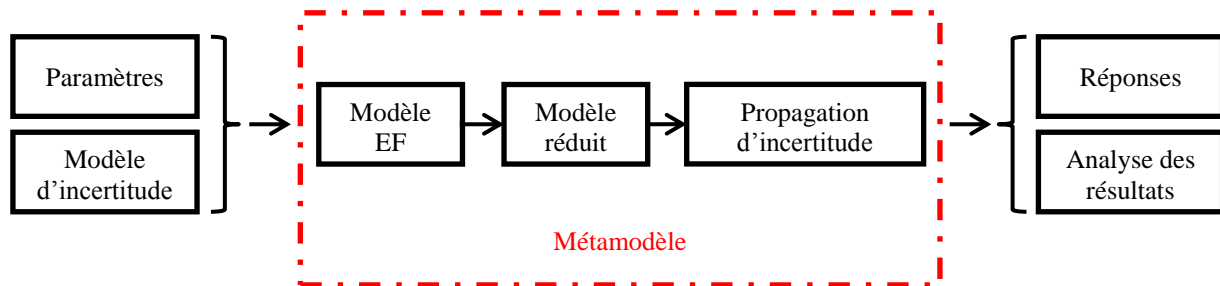 Paramètres
Modèle
d’incertitude
Modèle
EF
Modèle
réduit
Propagation
d’incertitude
Métamodèle
Réponses
Analyse des
résultats